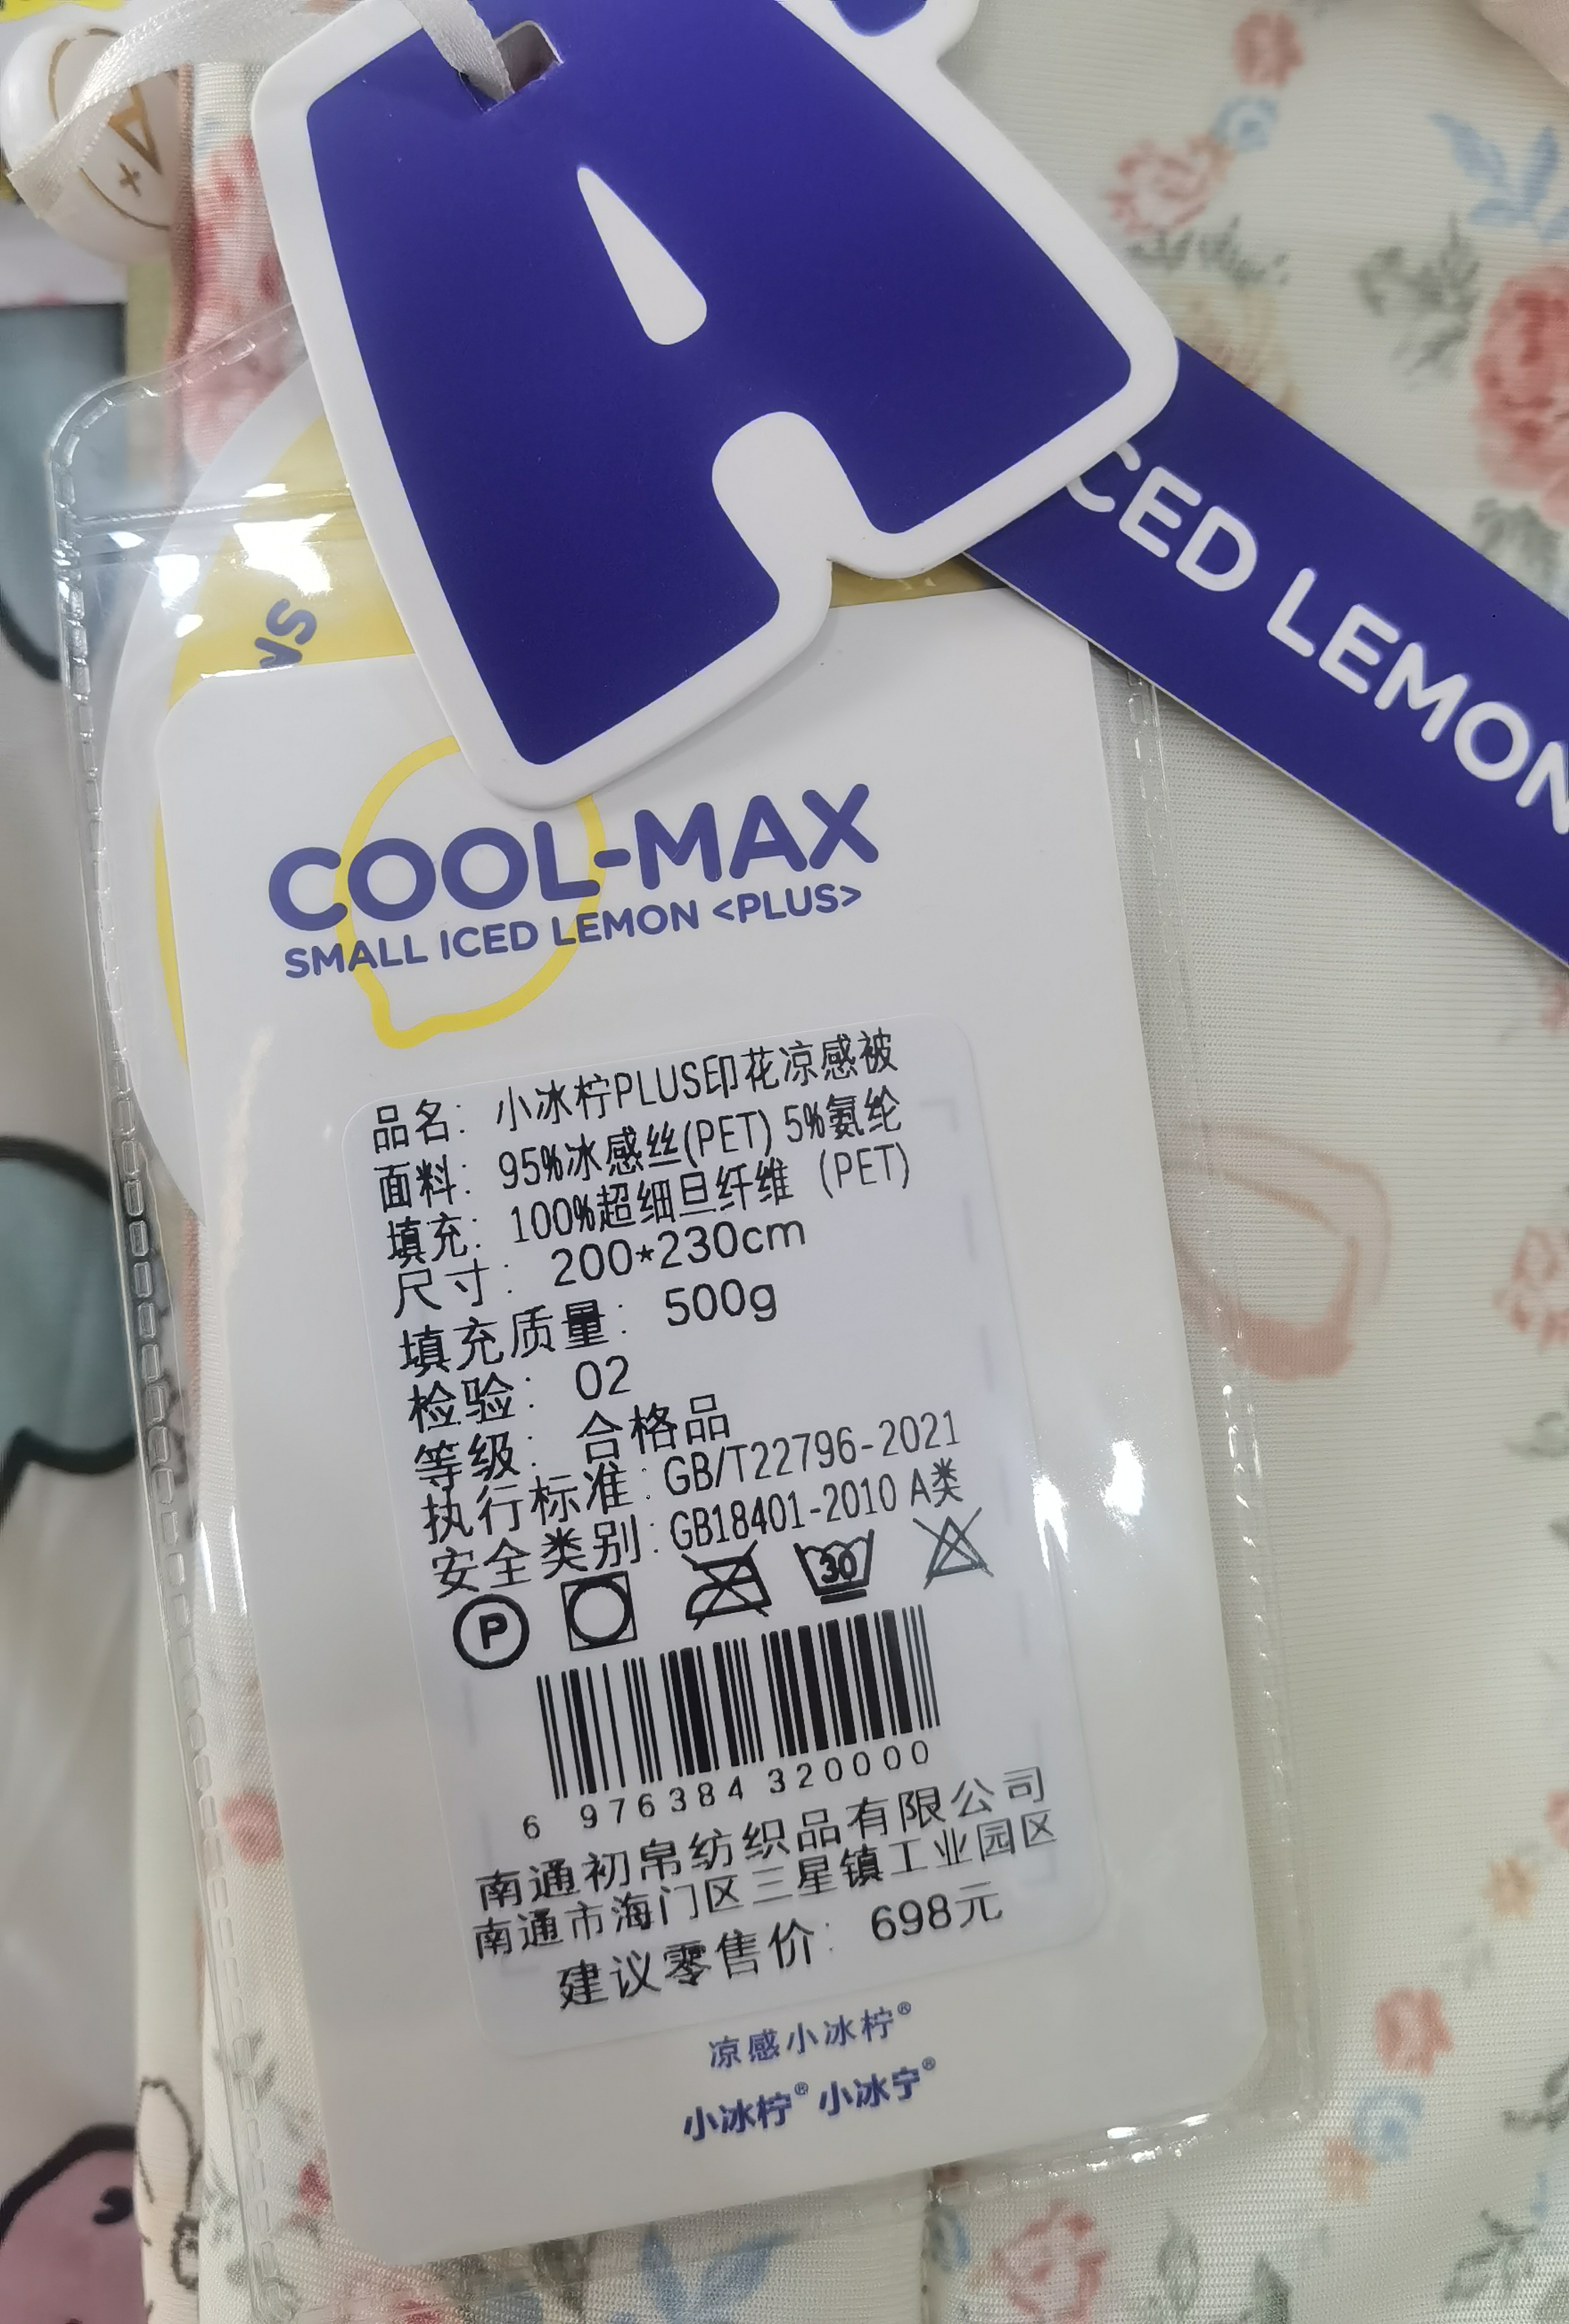 A
A+
CED LEMON
COOL-MAX
SMALL ICED LEMON <PLUS>
品名: 小冰柠PLUS印花凉感被
面料: 95%冰感丝(PET) 5%氨纶
填充: 100%超细旦纤维 (PET)
尺寸: 200*230cm
填充质量: 500g
检验: 02
等级: 合格品
执行标准: GB/T22796-2021
安全类别: GB18401-2010 A类
P
30
6 976384 320000
南通初帛纺织品有限公司
南通市海门区三星镇工业园区
建议零售价: 698元
凉感小冰柠®
小冰柠® 小冰宁®